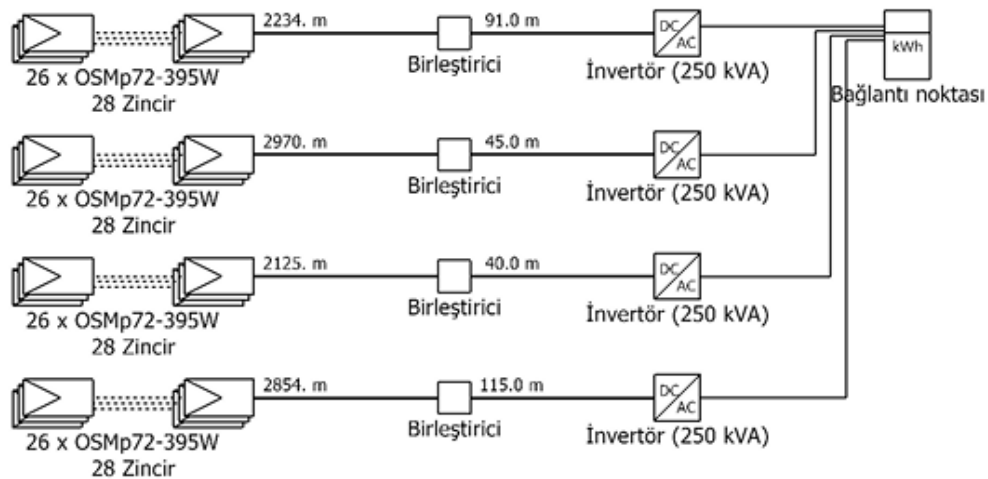 2234. m
91.0 m
DC
AC
kWh
Birleştirici
İnvertör (250 kVA)
26 x OSMp72-395W
28 Zincir
Bağlantı noktası
2970. m
45.0 m
DC
AC
Birleştirici
İnvertör (250 kVA)
26 x OSMp72-395W
28 Zincir
2125. m
40.0 m
DC
AC
Birleştirici
İnvertör (250 kVA)
26 x OSMp72-395W
28 Zincir
2854. m
115.0 m
DC
AC
Birleştirici
İnvertör (250 kVA)
26 x OSMp72-395W
28 Zincir